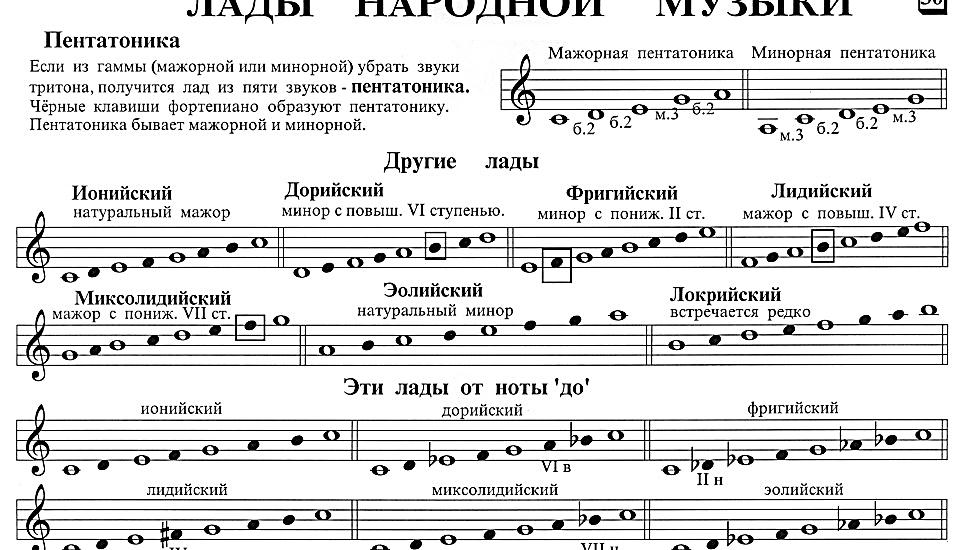 ЛАДЫ НАРОДНОЙ МУЗЫКИ
Пентатоника
Если из гаммы (мажорной или минорной) убрать звуки
тритона, получится лад из пяти звуков - пентатоника.
Чёрные клавиши фортепиано образуют пентатонику.
Пентатоника бывает мажорной и минорной.
Мажорная пентатоника Минорная пентатоника
б.2 б.2 м.3 б.2 м.3 б.2 б.2 м.3
Другие лады
Ионийский Дорийский Фригийский Лидийский
натуральный мажор минор с повыш. VI ступенью. минор с пониж. II ст. мажор с повыш. IV ст.
Миксолидийский Эолийский Локрийский
мажор с пониж. VII ст. натуральный минор встречается редко
Эти лады от ноты 'до'
ионийский дорийский фригийский
VI в II н
лидийский миксолидийский эолийский